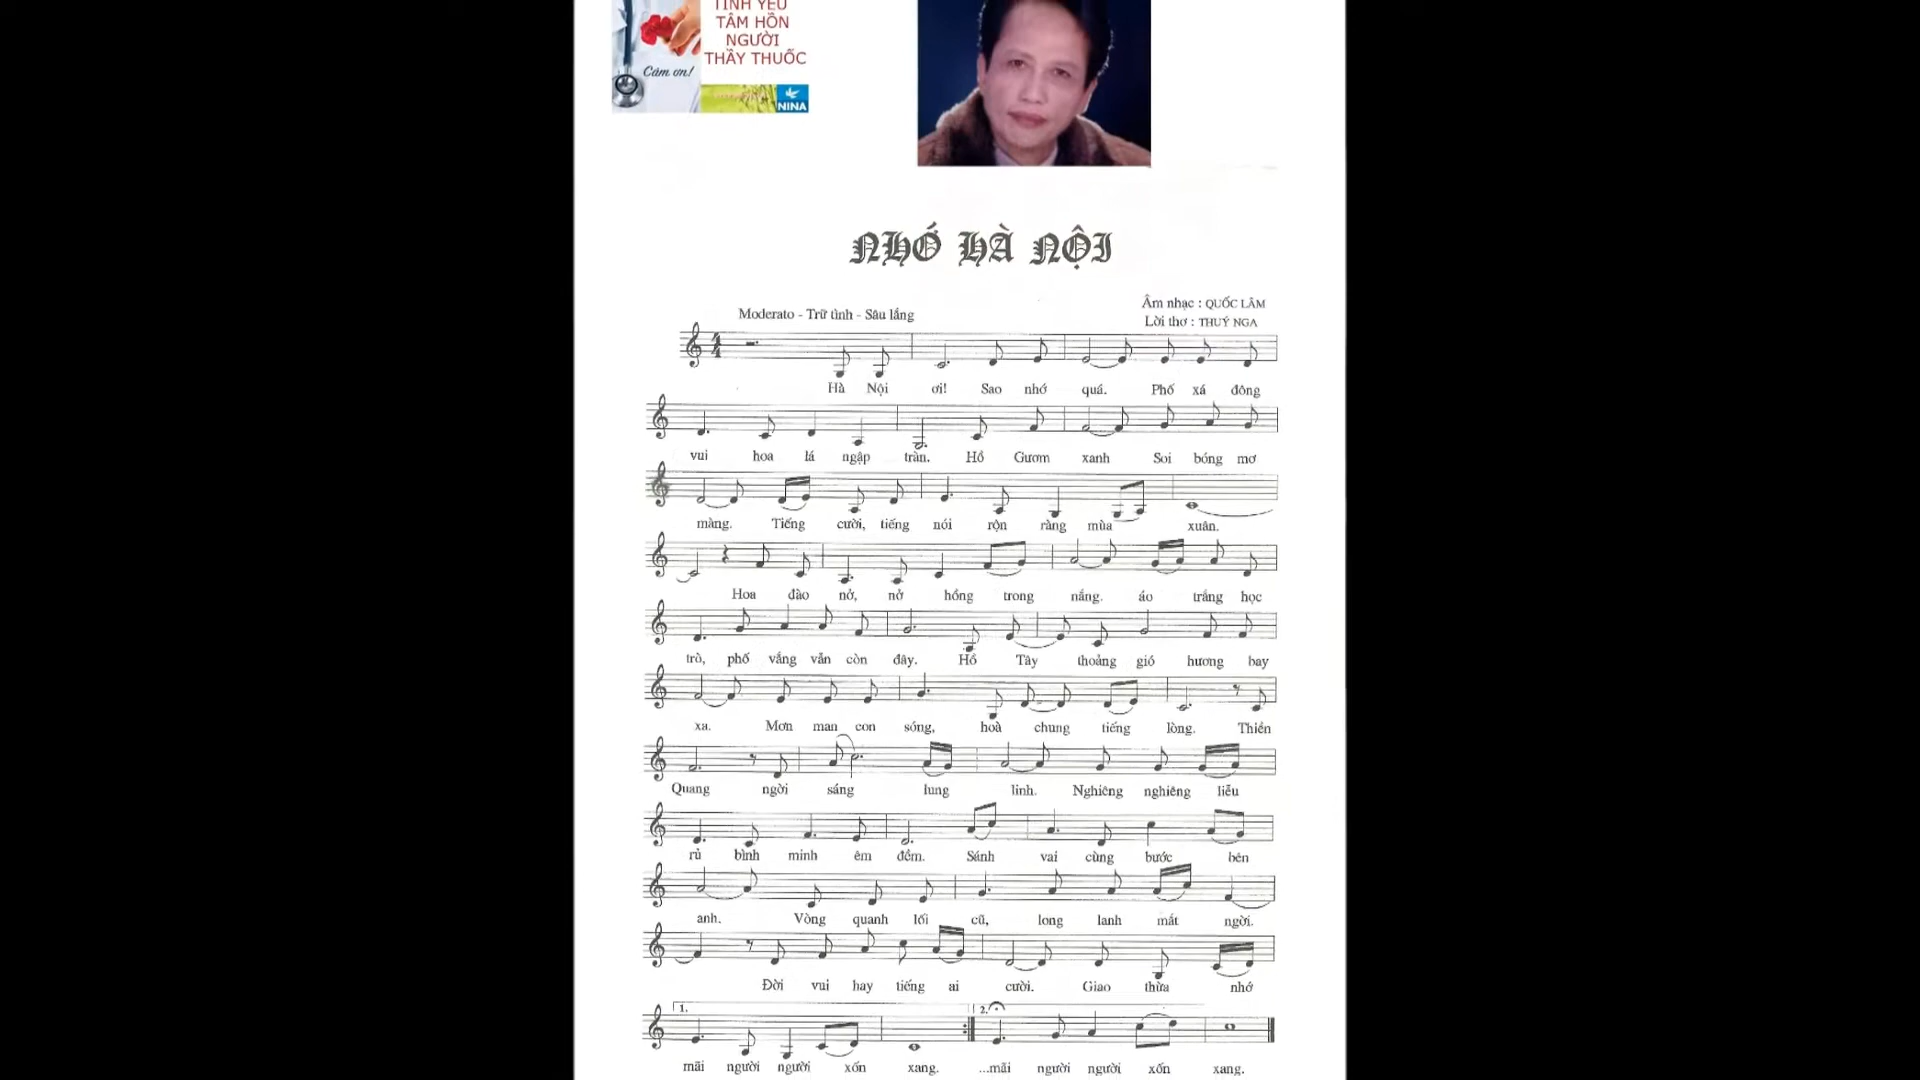 TÌNH YÊU
TÂM HỒN
NGƯỜI
THẦY THUỐC
Cảm ơn!
NINA
NHỚ HÀ NỘI
Âm nhạc : QUỐC LÂM
Moderato - Trữ tình - Sâu lắng
Lời thơ : THUÝ NGA
Hà Nội ơi! Sao nhớ quá. Phố xá đông
vui hoa lá ngập tràn. Hồ Gươm xanh Soi bóng mơ
màng. Tiếng cười, tiếng nói rộn ràng mùa xuân.
Hoa đào nở, nở hồng trong nắng. áo trắng học
trò, phố vắng vẫn còn đây. Hồ Tây thoảng gió hương bay
xa. Mơn man con sóng, hoà chung tiếng lòng. Thiền
Quang ngời sáng lung linh. Nghiêng nghiêng liễu
rủ bình minh êm đềm. Sánh vai cùng bước bên
anh. Vòng quanh lối cũ, long lanh mắt ngời.
Đời vui hay tiếng ai cười. Giao thừa nhớ
1. 2.
mãi người người xốn xang. ...mãi người người xốn xang.